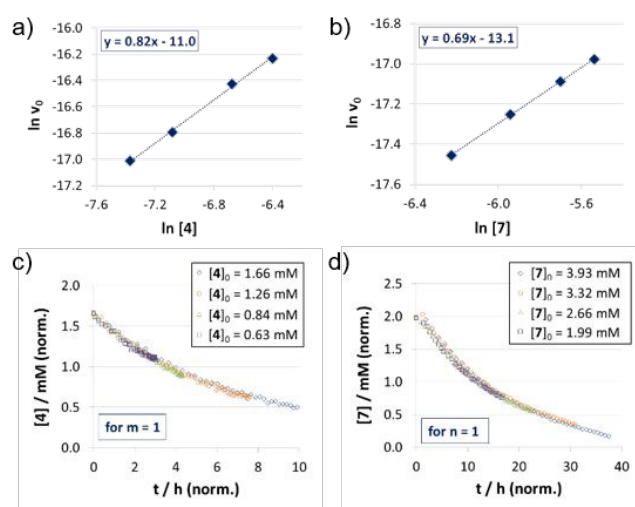 a)
y = 0.82x - 11.0
-16.0
-16.2
-16.4
-16.6
-16.8
-17.0
-17.2
ln v₀
-7.6
-7.2
-6.8
-6.4
ln [4]
b)
y = 0.69x - 13.1
-16.8
-17.0
-17.2
-17.4
-17.6
ln v₀
-6.0
-5.6
ln [7]
c)
[4]₀ = 1.66 mM
[4]₀ = 1.26 mM
[4]₀ = 0.84 mM
[4]₀ = 0.63 mM
2.0
1.5
1.0
0.5
0.0
[4] / mM (norm.)
for m = 1
0
2
4
6
8
10
t / h (norm.)
d)
[7]₀ = 3.93 mM
[7]₀ = 3.32 mM
[7]₀ = 2.66 mM
[7]₀ = 1.99 mM
2.5
2.0
1.5
1.0
0.5
0.0
[7] / mM (norm.)
for n = 1
0
10
20
30
40
t / h (norm.)